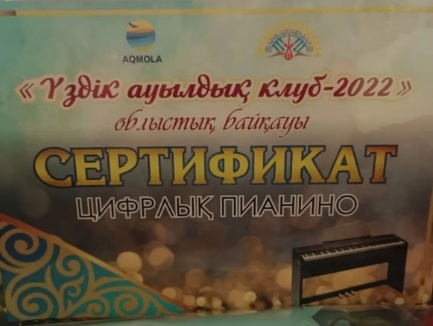 AQMOLA
« Үздік ауылдық клуб-2022 »
облыстық байқауы
СЕРТИФИКАТ
ЦИФРЛЫҚ ПИАНИНО